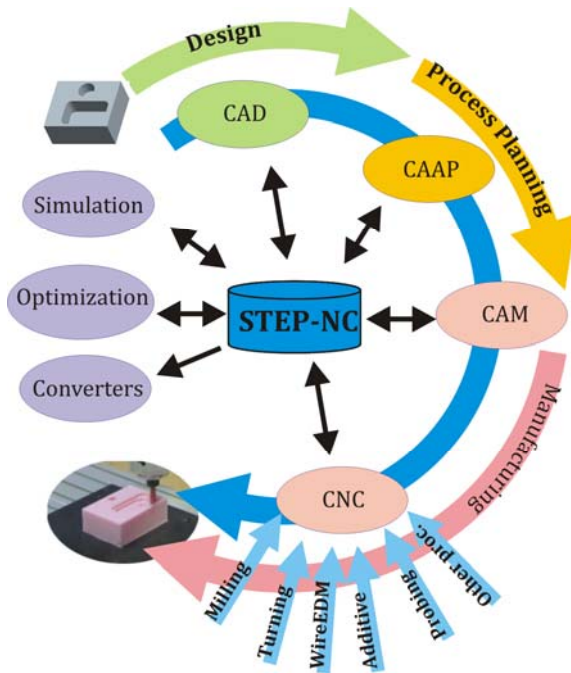 Design
Process Planning
CAD
CAAP
Simulation
Optimization
STEP-NC
CAM
Converters
Manufacturing
CNC
Milling
Turning
WireEDM
Additive
Probing
Other proc.